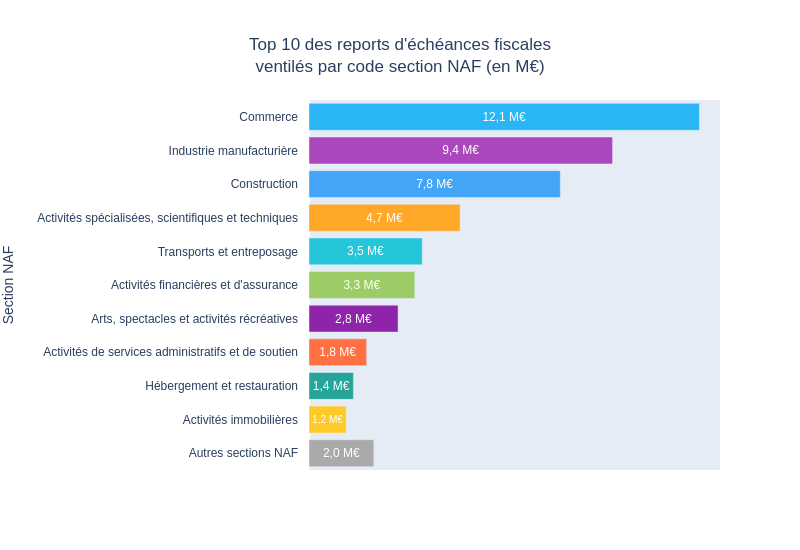 Top 10 des reports d'échéances fiscales
ventilés par code section NAF (en M€)
Section NAF
Commerce 12,1 M€
Industrie manufacturière 9,4 M€
Construction 7,8 M€
Activités spécialisées, scientifiques et techniques 4,7 M€
Transports et entreposage 3,5 M€
Activités financières et d'assurance 3,3 M€
Arts, spectacles et activités récréatives 2,8 M€
Activités de services administratifs et de soutien 1,8 M€
Hébergement et restauration 1,4 M€
Activités immobilières 1,2 M€
Autres sections NAF 2,0 M€